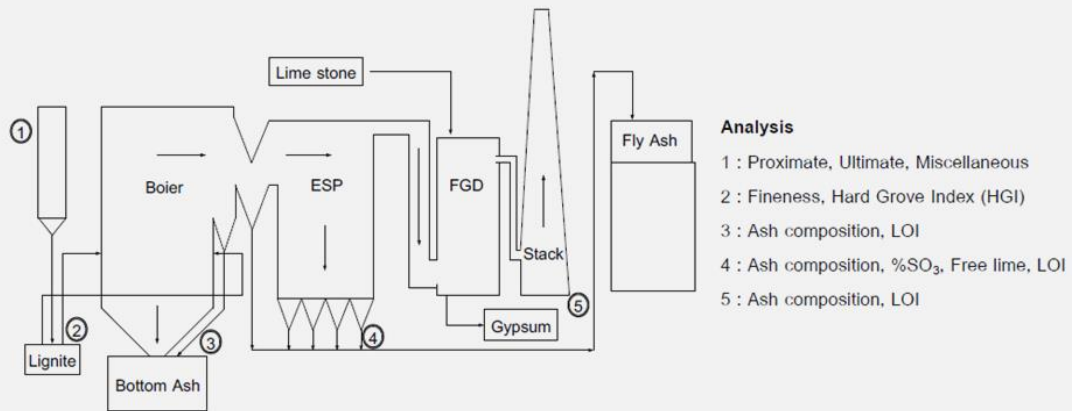 Lime stone
1
Boier
ESP
FGD
Stack
Fly Ash
2
Lignite
3
Bottom Ash
4
Gypsum
5
Analysis
1 : Proximate, Ultimate, Miscellaneous
2 : Fineness, Hard Grove Index (HGI)
3 : Ash composition, LOI
4 : Ash composition, %SO₃, Free lime, LOI
5 : Ash composition, LOI